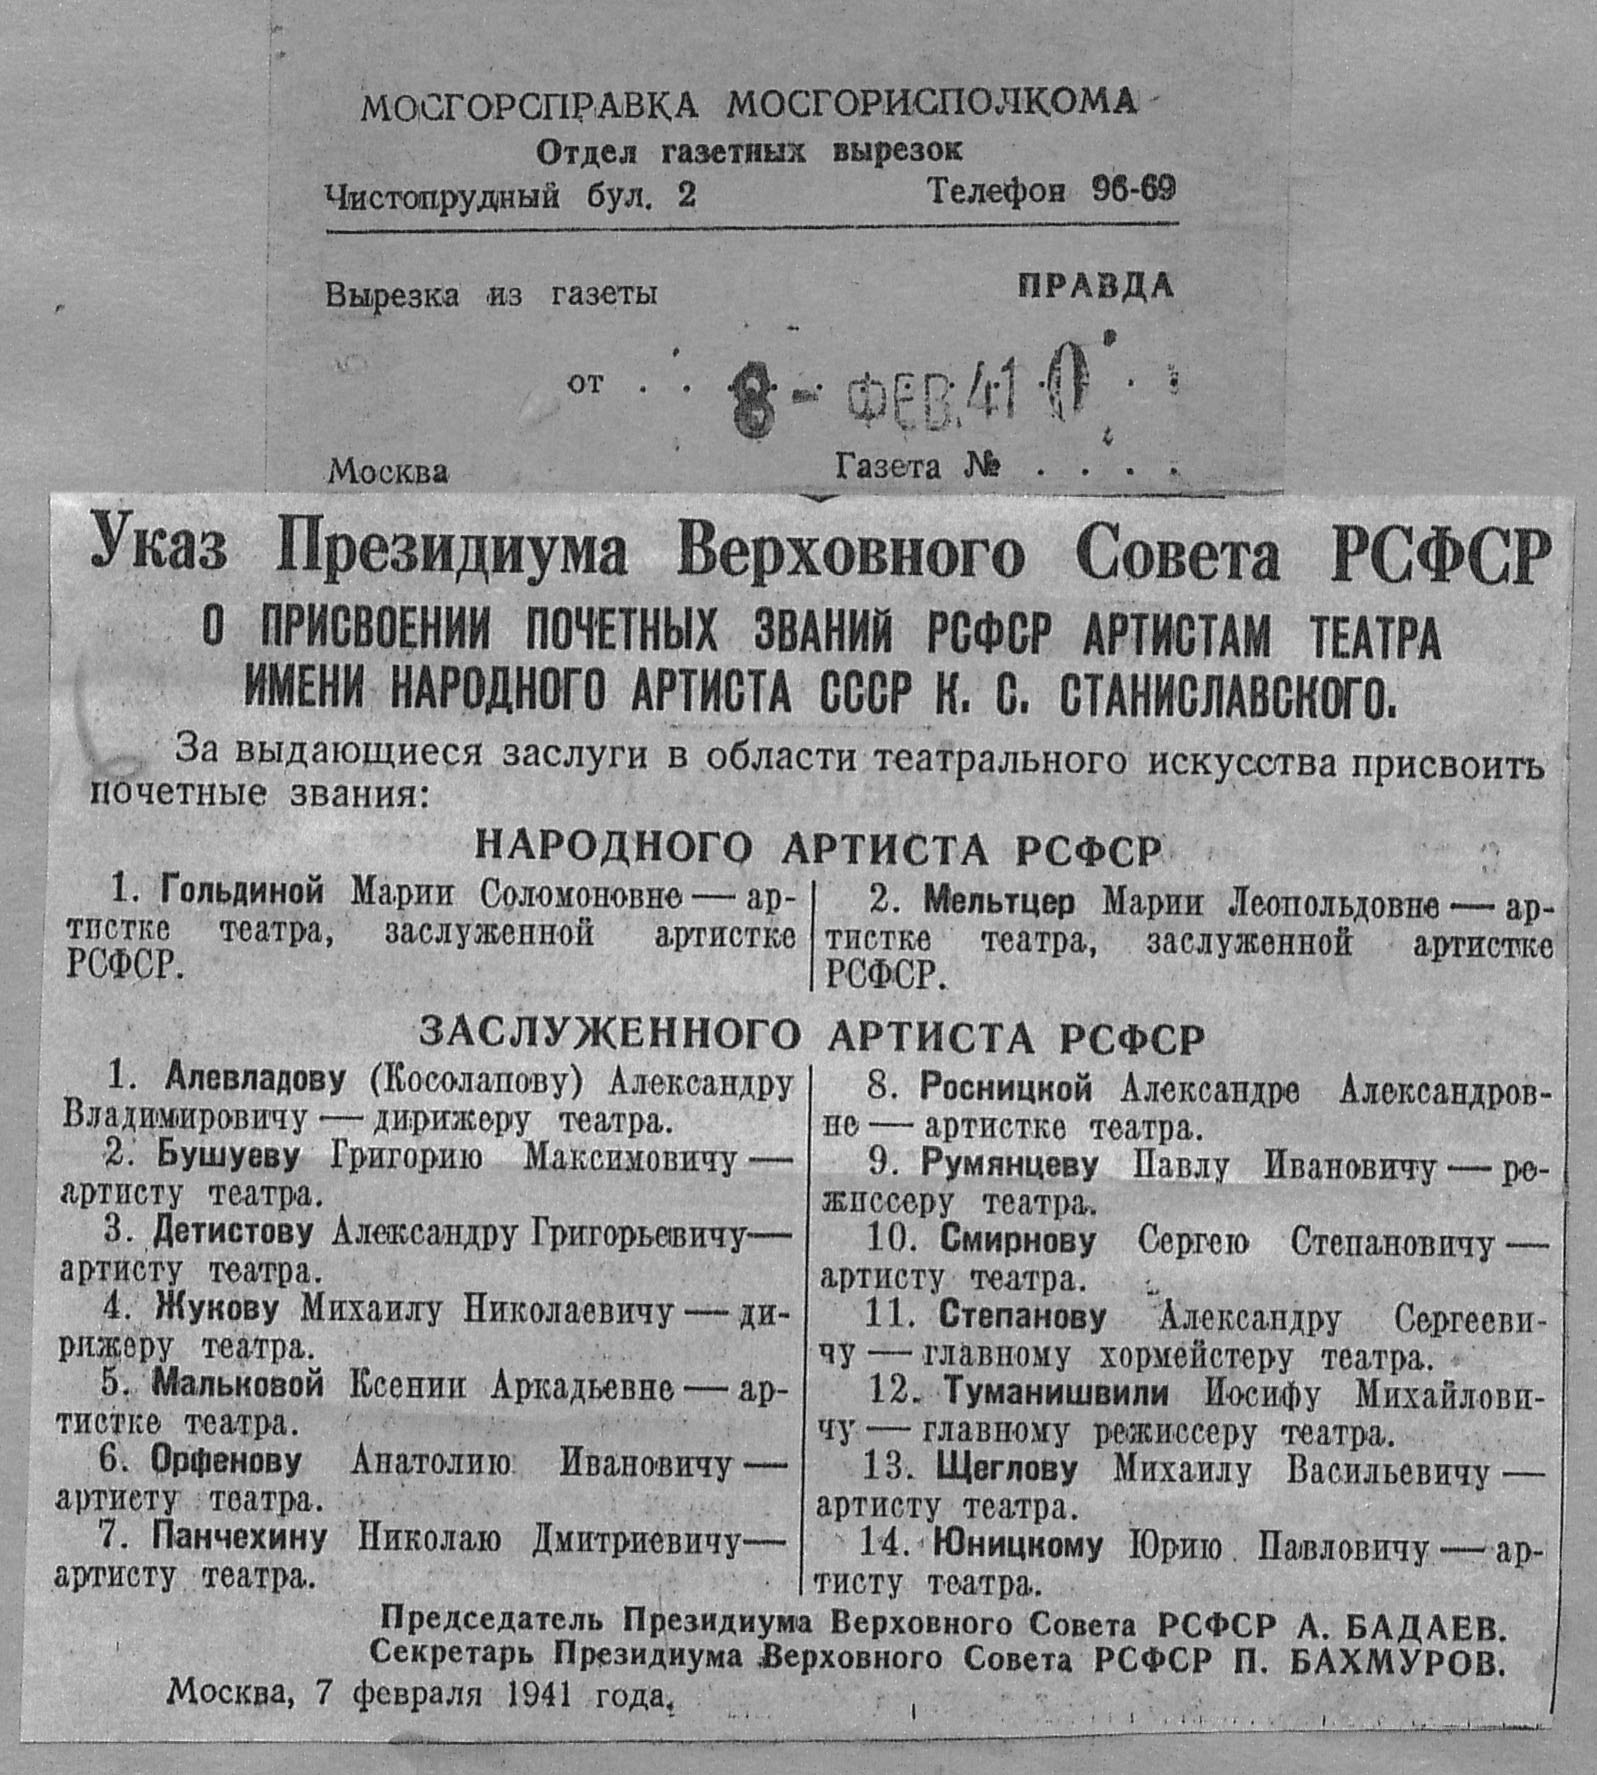 МОСГОРСПРАВКА МОСГОРИСПОЛКОМА
Отдел газетных вырезок
Чистопрудный бул. 2 Телефон 96-69
Вырезка из газеты ПРАВДА
от . . 8 - ФЕВ. 41 0 . .
Москва Газета № . . . .
Указ Президиума Верховного Совета РСФСР
О ПРИСВОЕНИИ ПОЧЕТНЫХ ЗВАНИЙ РСФСР АРТИСТАМ ТЕАТРА
ИМЕНИ НАРОДНОГО АРТИСТА СССР К. С. СТАНИСЛАВСКОГО.
За выдающиеся заслуги в области театрального искусства присвоить
почетные звания:
НАРОДНОГО АРТИСТА РСФСР
1. Гольдиной Марии Соломоновне — ар-
тистке театра, заслуженной артистке
РСФСР.
2. Мельтцер Марии Леопольдовне — ар-
тистке театра, заслуженной артистке
РСФСР.
ЗАСЛУЖЕННОГО АРТИСТА РСФСР
1. Алевладову (Косолапову) Александру
Владимировичу — дирижеру театра.
2. Бушуеву Григорию Максимовичу —
артисту театра.
3. Детистову Александру Григорьевичу —
артисту театра.
4. Жукову Михаилу Николаевичу — ди-
рижеру театра.
5. Мальковой Ксении Аркадьевне — ар-
тистке театра.
6. Орфенову Анатолию Ивановичу —
артисту театра.
7. Панчехину Николаю Дмитриевичу —
артисту театра.
8. Росницкой Александре Александров-
не — артистке театра.
9. Румянцеву Павлу Ивановичу — ре-
жиссеру театра.
10. Смирнову Сергею Степановичу —
артисту театра.
11. Степанову Александру Сергееви-
чу — главному хормейстеру театра.
12. Туманишвили Иосифу Михайлови-
чу — главному режиссеру театра.
13. Щеглову Михаилу Васильевичу —
артисту театра.
14. Юницкому Юрию Павловичу — ар-
тисту театра.
Председатель Президиума Верховного Совета РСФСР А. БАДАЕВ.
Секретарь Президиума Верховного Совета РСФСР П. БАХМУРОВ.
Москва, 7 февраля 1941 года.